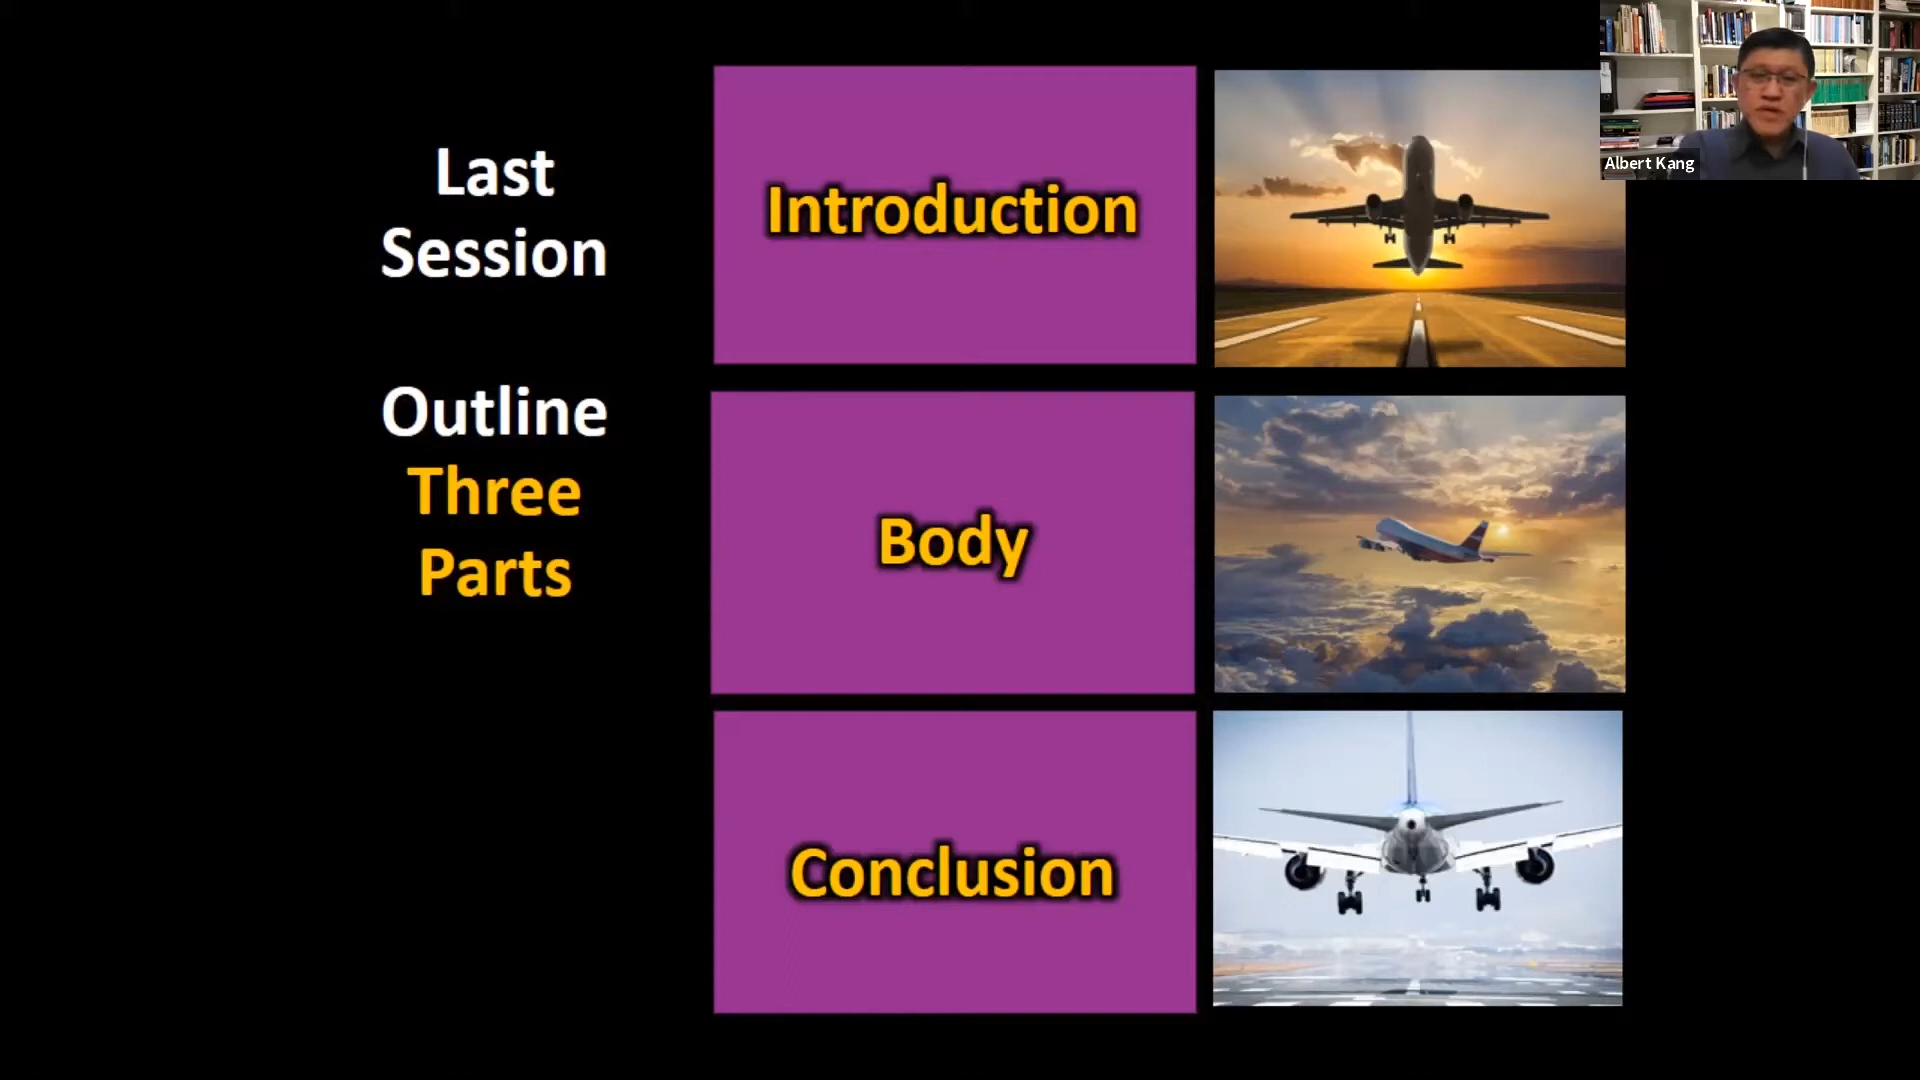 Last
Session
Outline
Three
Parts
Introduction
Body
Conclusion
Albert Kang